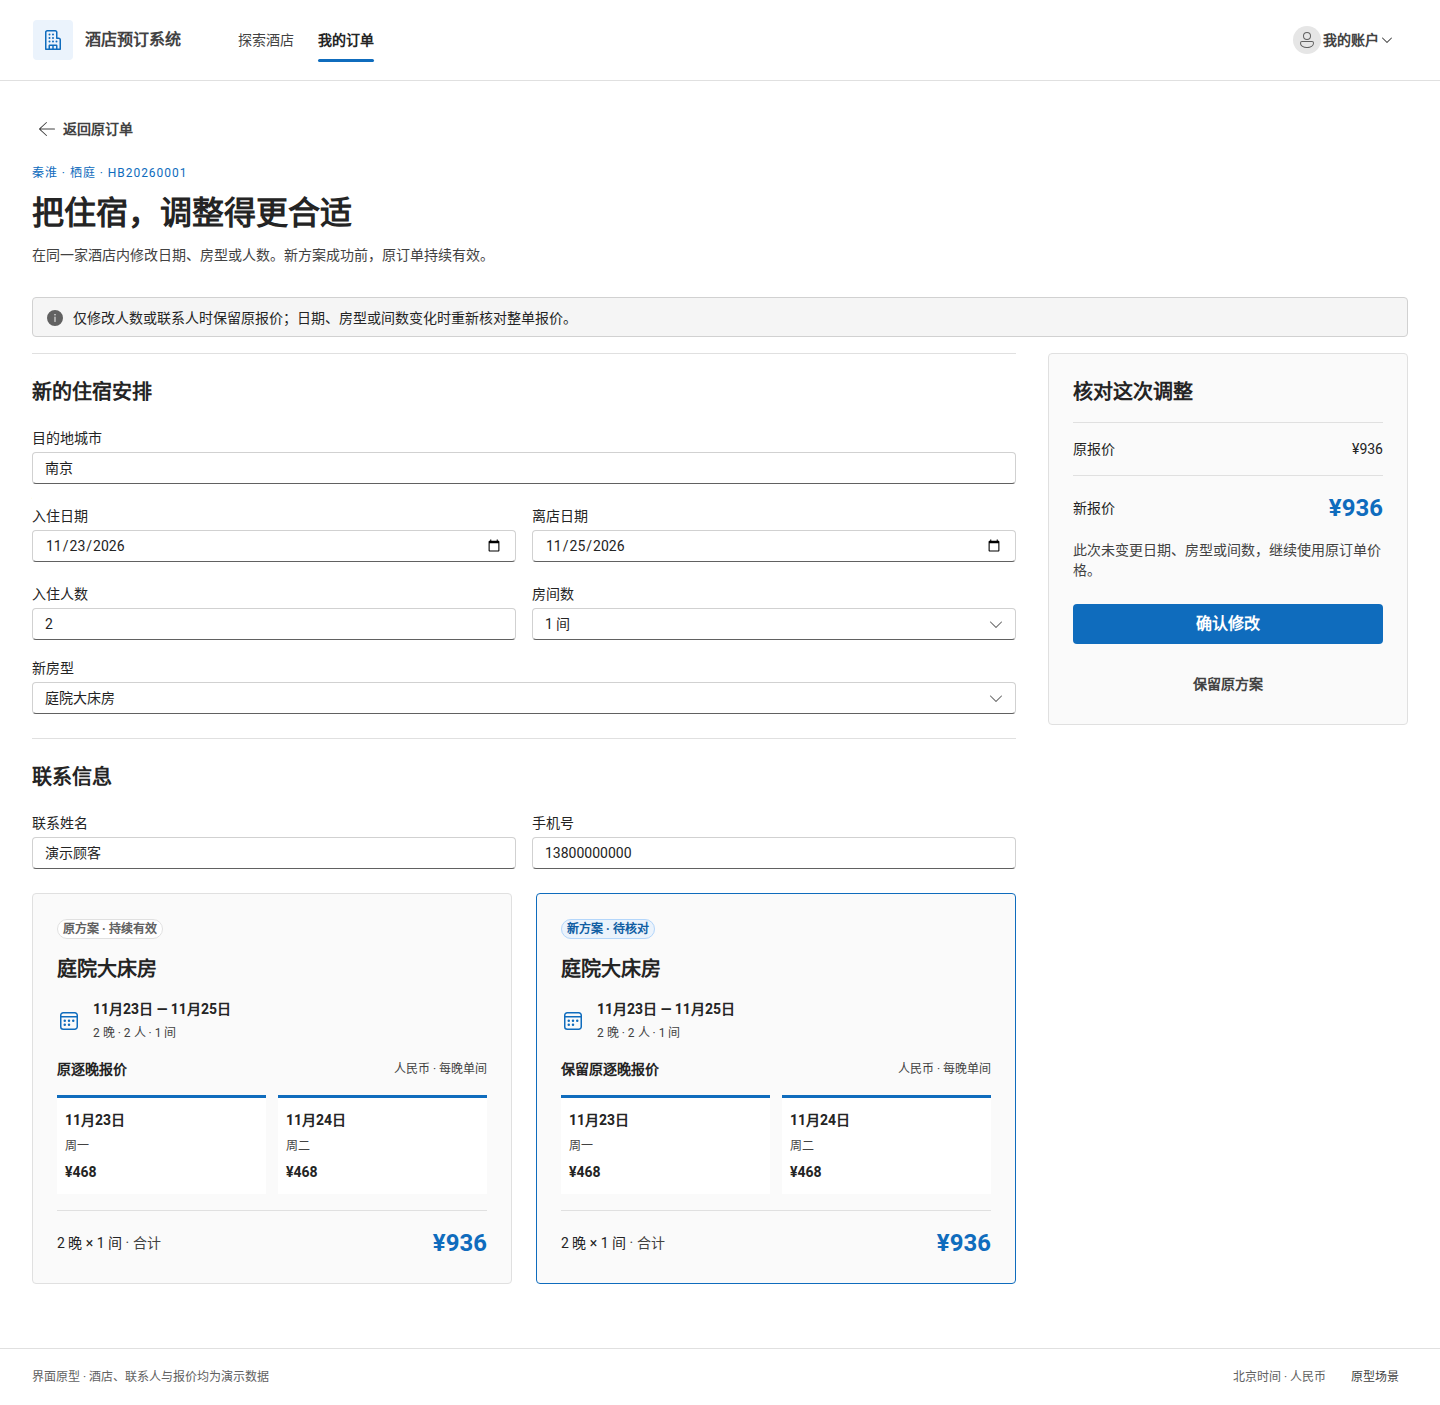 酒店预订系统
探索酒店
我的订单
我的账户
返回原订单
秦淮 · 栖庭 · HB20260001
把住宿，调整得更合适
在同一家酒店内修改日期、房型或人数。新方案成功前，原订单持续有效。
仅修改人数或联系人时保留原报价；日期、房型或间数变化时重新核对整单报价。
新的住宿安排
目的地城市
南京
入住日期
离店日期
11/23/2026
11/25/2026
入住人数
房间数
2
1 间
新房型
庭院大床房
核对这次调整
原报价
¥936
新报价
¥936
此次未变更日期、房型或间数，继续使用原订单价
格。
确认修改
保留原方案
联系信息
联系姓名
手机号
演示顾客
13800000000
原方案 · 持续有效
庭院大床房
11月23日 — 11月25日
2 晚 · 2 人 · 1 间
原逐晚报价
人民币 · 每晚单间
11月23日
周一
¥468
11月24日
周二
¥468
2 晚 × 1 间 · 合计
¥936
新方案 · 待核对
庭院大床房
11月23日 — 11月25日
2 晚 · 2 人 · 1 间
保留原逐晚报价
人民币 · 每晚单间
11月23日
周一
¥468
11月24日
周二
¥468
2 晚 × 1 间 · 合计
¥936
界面原型 · 酒店、联系人与报价均为演示数据
北京时间 · 人民币
原型场景